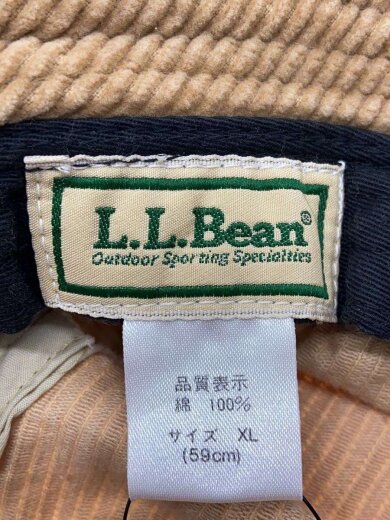 L.L.Bean®
Outdoor Sporting Specialties
品質表示
綿 100%
サイズ XL
(59cm)